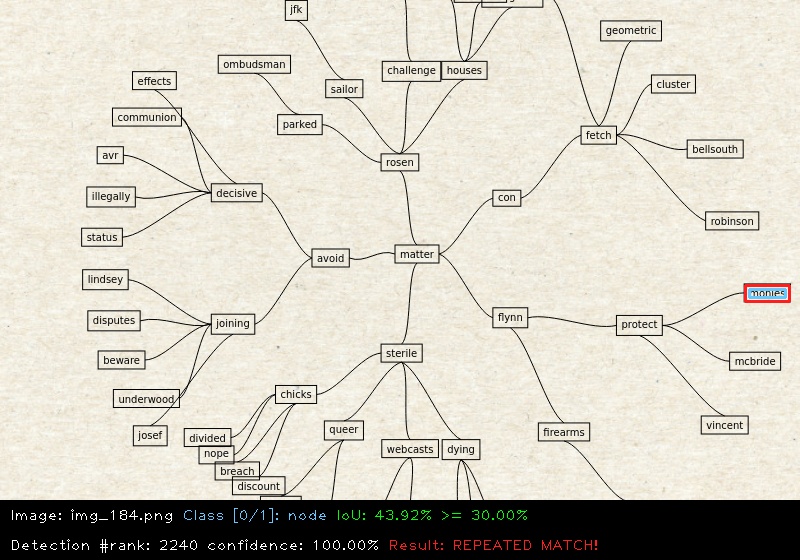 jfk
geometric
ombudsman
challenge
houses
effects
sailor
cluster
communion
parked
fetch
bellsouth
avr
rosen
illegally
decisive
con
robinson
status
avoid
matter
lindsey
monies
disputes
joining
flynn
protect
beware
sterile
mcbride
underwood
chicks
josef
divided
queer
firearms
vincent
nope
webcasts
dying
breach
discount
Image: img_184.png Class [0/1]: node IoU: 43.92% >= 30.00%
Detection #rank: 2240 confidence: 100.00% Result: REPEATED MATCH!